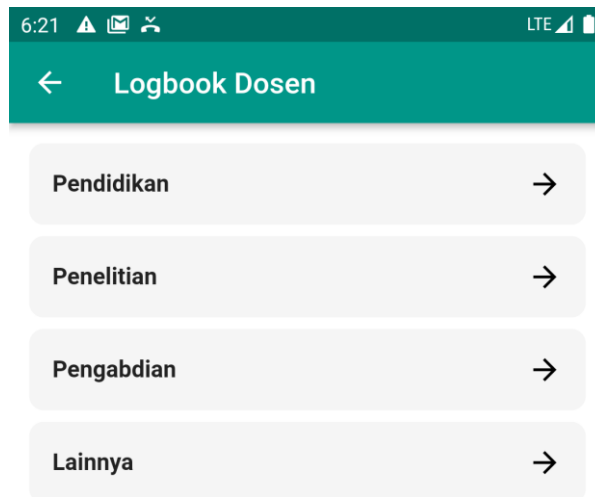 6:21 LTE
Logbook Dosen
Pendidikan
Penelitian
Pengabdian
Lainnya